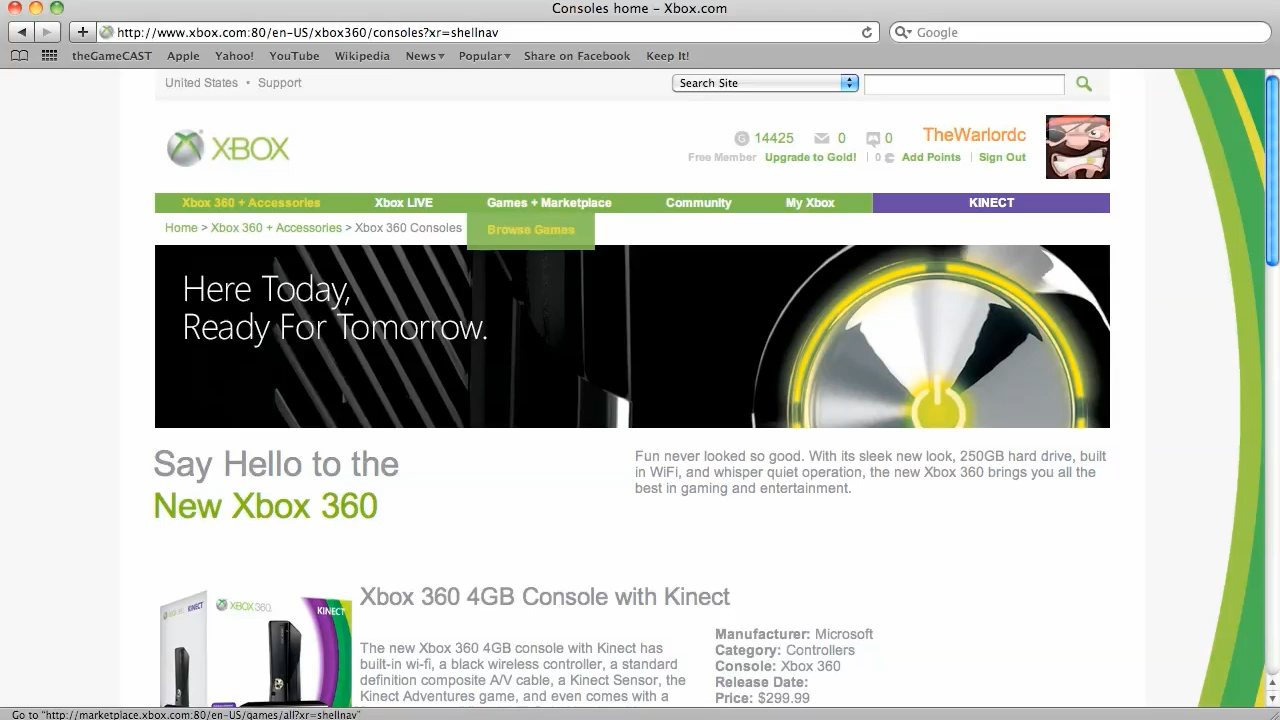 Consoles home – Xbox.com
http://www.xbox.com:80/en-US/xbox360/consoles?xr=shellnav
Google
theGameCAST Apple Yahoo! YouTube Wikipedia News Popular Share on Facebook Keep It!
United States • Support
Search Site
XBOX
G 14425 0 0 TheWarlordc
Free Member Upgrade to Gold! | 0 Add Points | Sign Out
Xbox 360 + Accessories Xbox LIVE Games + Marketplace Community My Xbox KINECT
Home > Xbox 360 + Accessories > Xbox 360 Consoles
Browse Games
Here Today,
Ready For Tomorrow.
Say Hello to the
New Xbox 360
Fun never looked so good. With its sleek new look, 250GB hard drive, built
in WiFi, and whisper quiet operation, the new Xbox 360 brings you all the
best in gaming and entertainment.
XBOX360 KINECT
XBOX360. KINECT
Xbox 360 4GB Console with Kinect
The new Xbox 360 4GB console with Kinect has
built-in wi-fi, a black wireless controller, a standard
definition composite A/V cable, a Kinect Sensor, the
Kinect Adventures game, and even comes with a
Manufacturer: Microsoft
Category: Controllers
Console: Xbox 360
Release Date:
Price: $299.99
Go to "http://marketplace.xbox.com:80/en-US/games/all?xr=shellnav"